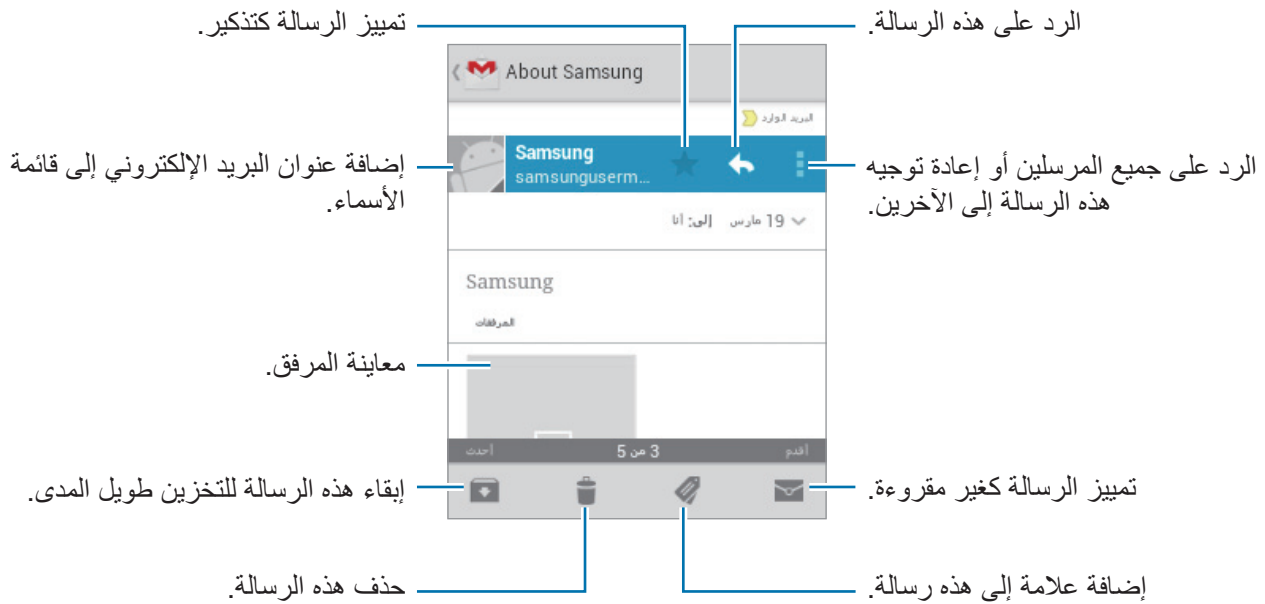 تمييز الرسالة كتذكير.
الرد على هذه الرسالة.
About Samsung
البريد الوارد
Samsung
samsunguserm...
إضافة عنوان البريد الإلكتروني إلى قائمة
الأسماء.
الرد على جميع المرسلين أو إعادة توجيه
هذه الرسالة إلى الآخرين.
19 مارس إلى: أنا
Samsung
المرفقات
معاينة المرفق.
أحدث
3 من 5
أقدم
إبقاء هذه الرسالة للتخزين طويل المدى.
تمييز الرسالة كغير مقروءة.
حذف هذه الرسالة.
إضافة علامة إلى هذه رسالة.